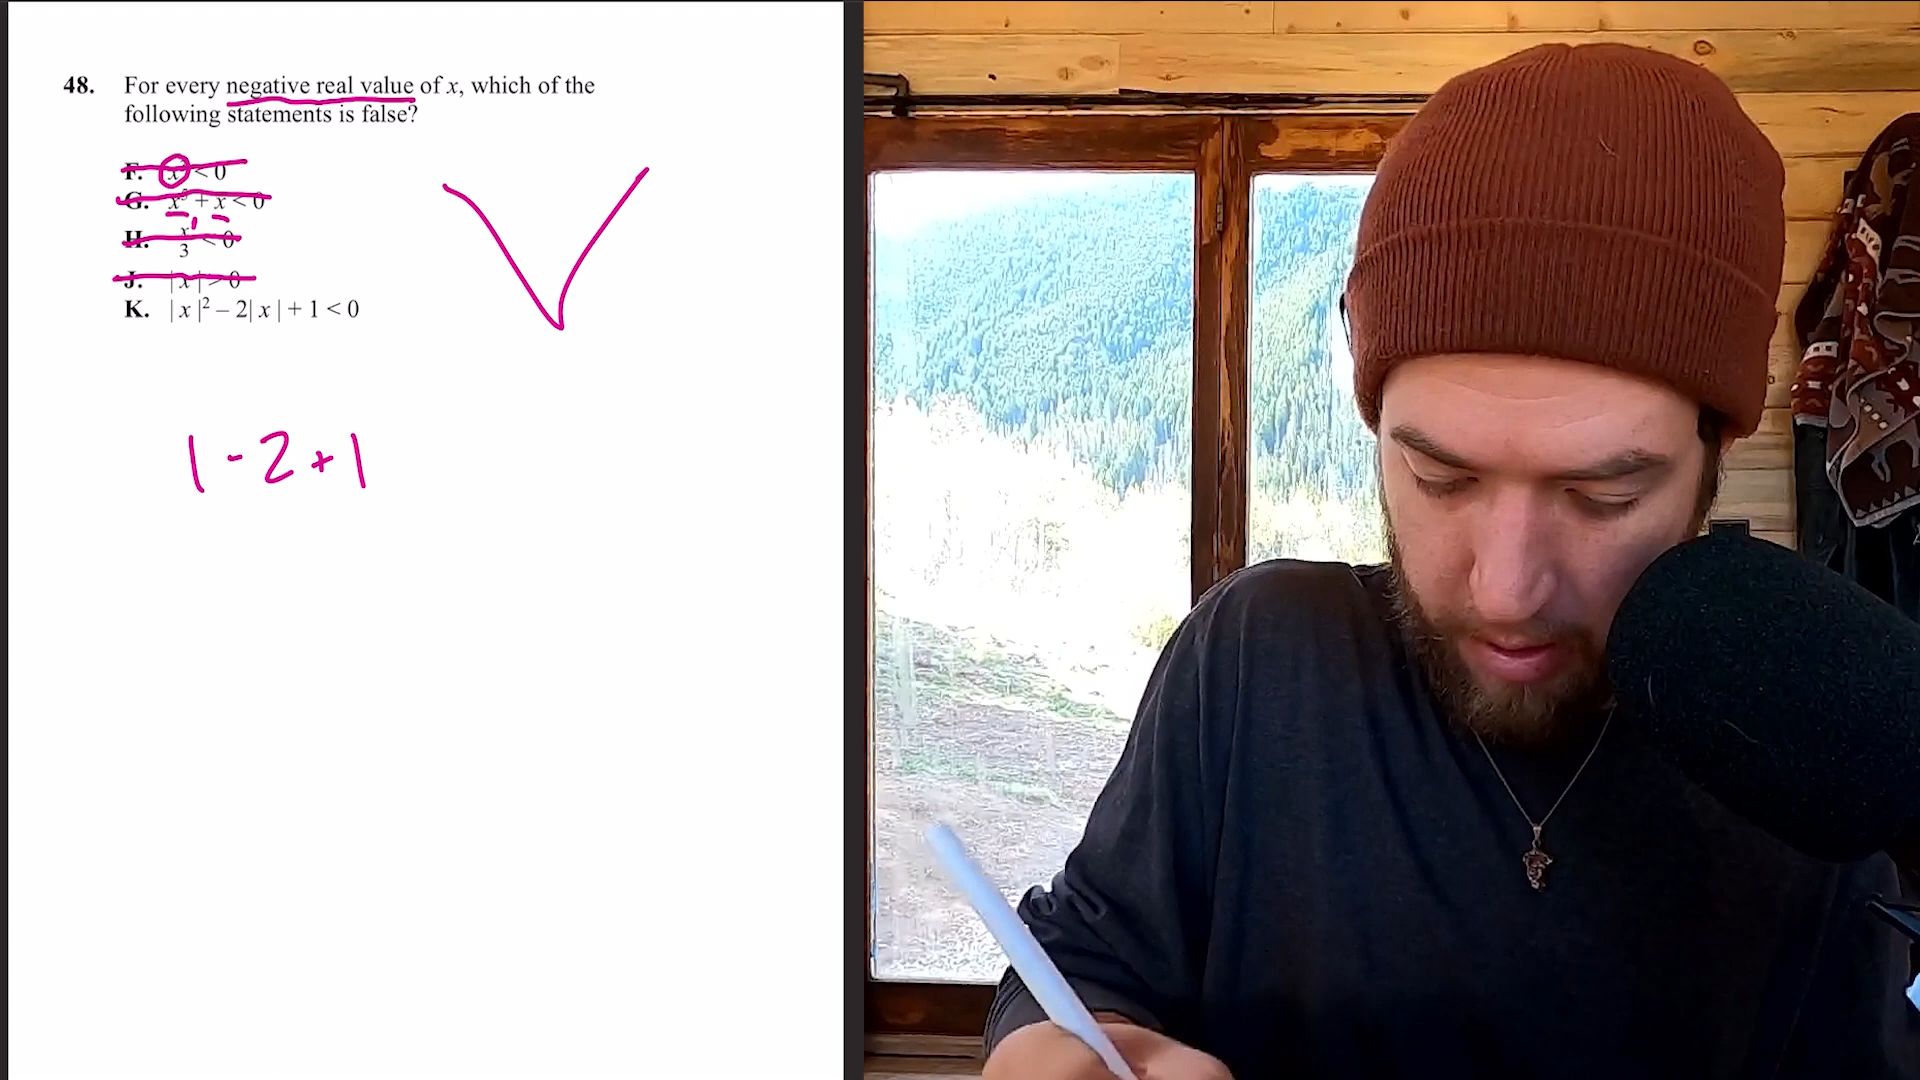 48. For every negative real value of x, which of the
following statements is false?
F. x < 0
G. x + x < 0
H. x/3 < 0
J. |x| > 0
K. |x|² – 2|x| + 1 < 0
1 - 2 + 1